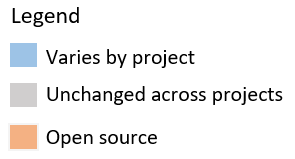 Legend
Varies by project
Unchanged across projects
Open source